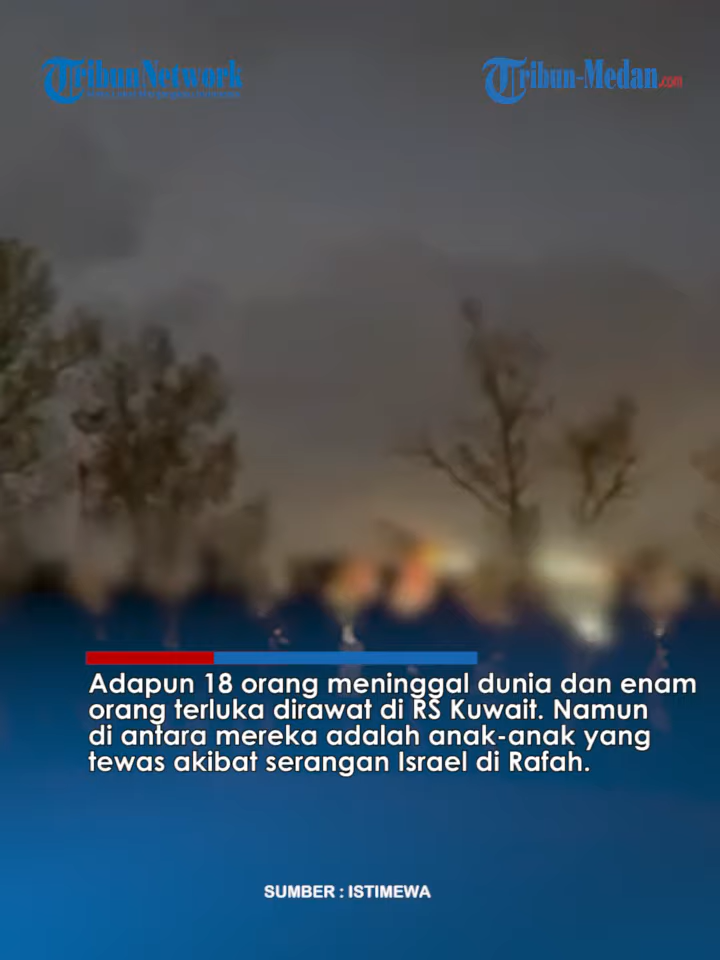 TribunNetwork
Tribun-Medan.com
Adapun 18 orang meninggal dunia dan enam
orang terluka dirawat di RS Kuwait. Namun
di antara mereka adalah anak-anak yang
tewas akibat serangan Israel di Rafah.
SUMBER : ISTIMEWA